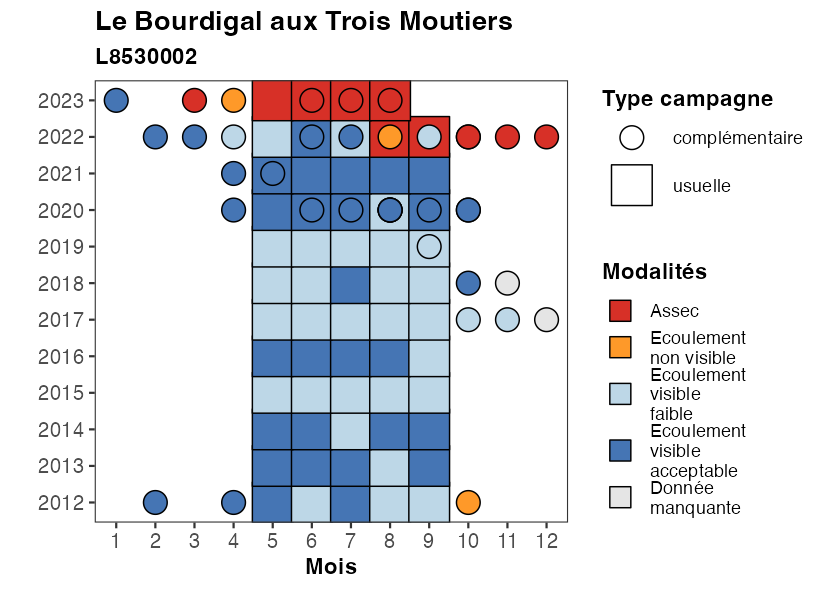 Le Bourdigal aux Trois Moutiers
L8530002
2023
2022
2021
2020
2019
2018
2017
2016
2015
2014
2013
2012
1 2 3 4 5 6 7 8 9 10 11 12
Mois
Type campagne
complémentaire
usuelle
Modalités
Assec
Ecoulement
non visible
Ecoulement
visible
faible
Ecoulement
visible
acceptable
Donnée
manquante